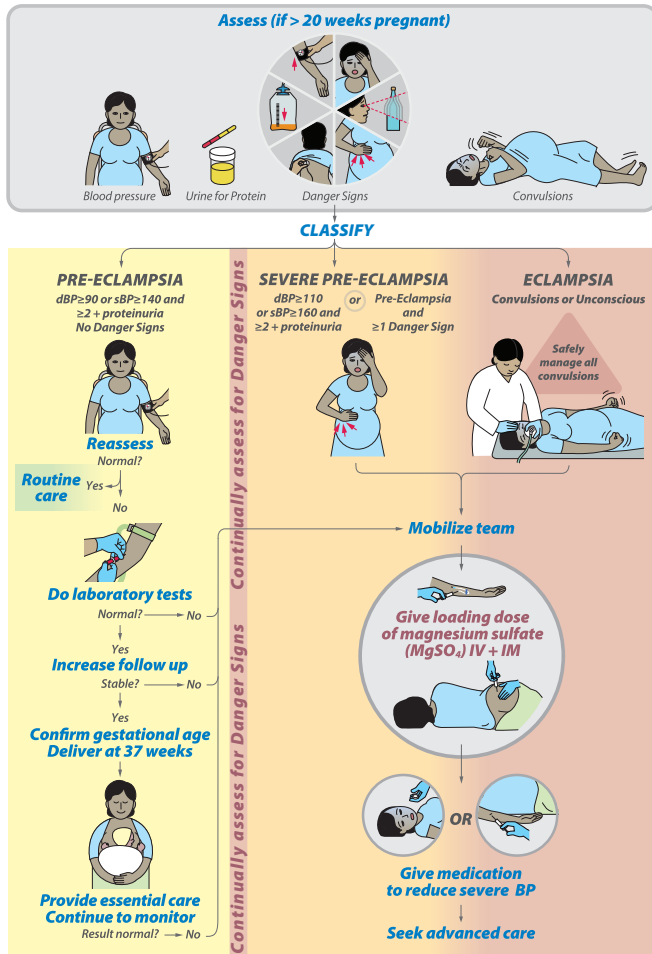 Assess (if > 20 weeks pregnant)
Blood pressure
Urine for Protein
Danger Signs
Convulsions
CLASSIFY
PRE-ECLAMPSIA
dBP≥90 or sBP≥140 and
≥2 + proteinuria
No Danger Signs
Reassess
Normal?
Yes
Routine
care
No
Do laboratory tests
Normal?
No
Yes
Increase follow up
Stable?
No
Yes
Confirm gestational age
Deliver at 37 weeks
Provide essential care
Continue to monitor
Result normal?
No
Continually assess for Danger Signs
Continually assess for Danger Signs
SEVERE PRE-ECLAMPSIA
dBP≥110
or sBP≥160 and
≥2 + proteinuria
or
Pre-Eclampsia
and
≥1 Danger Sign
ECLAMPSIA
Convulsions or Unconscious
Safely
manage all
convulsions
Mobilize team
Give loading dose
of magnesium sulfate
(MgSO₄) IV + IM
OR
Give medication
to reduce severe BP
Seek advanced care